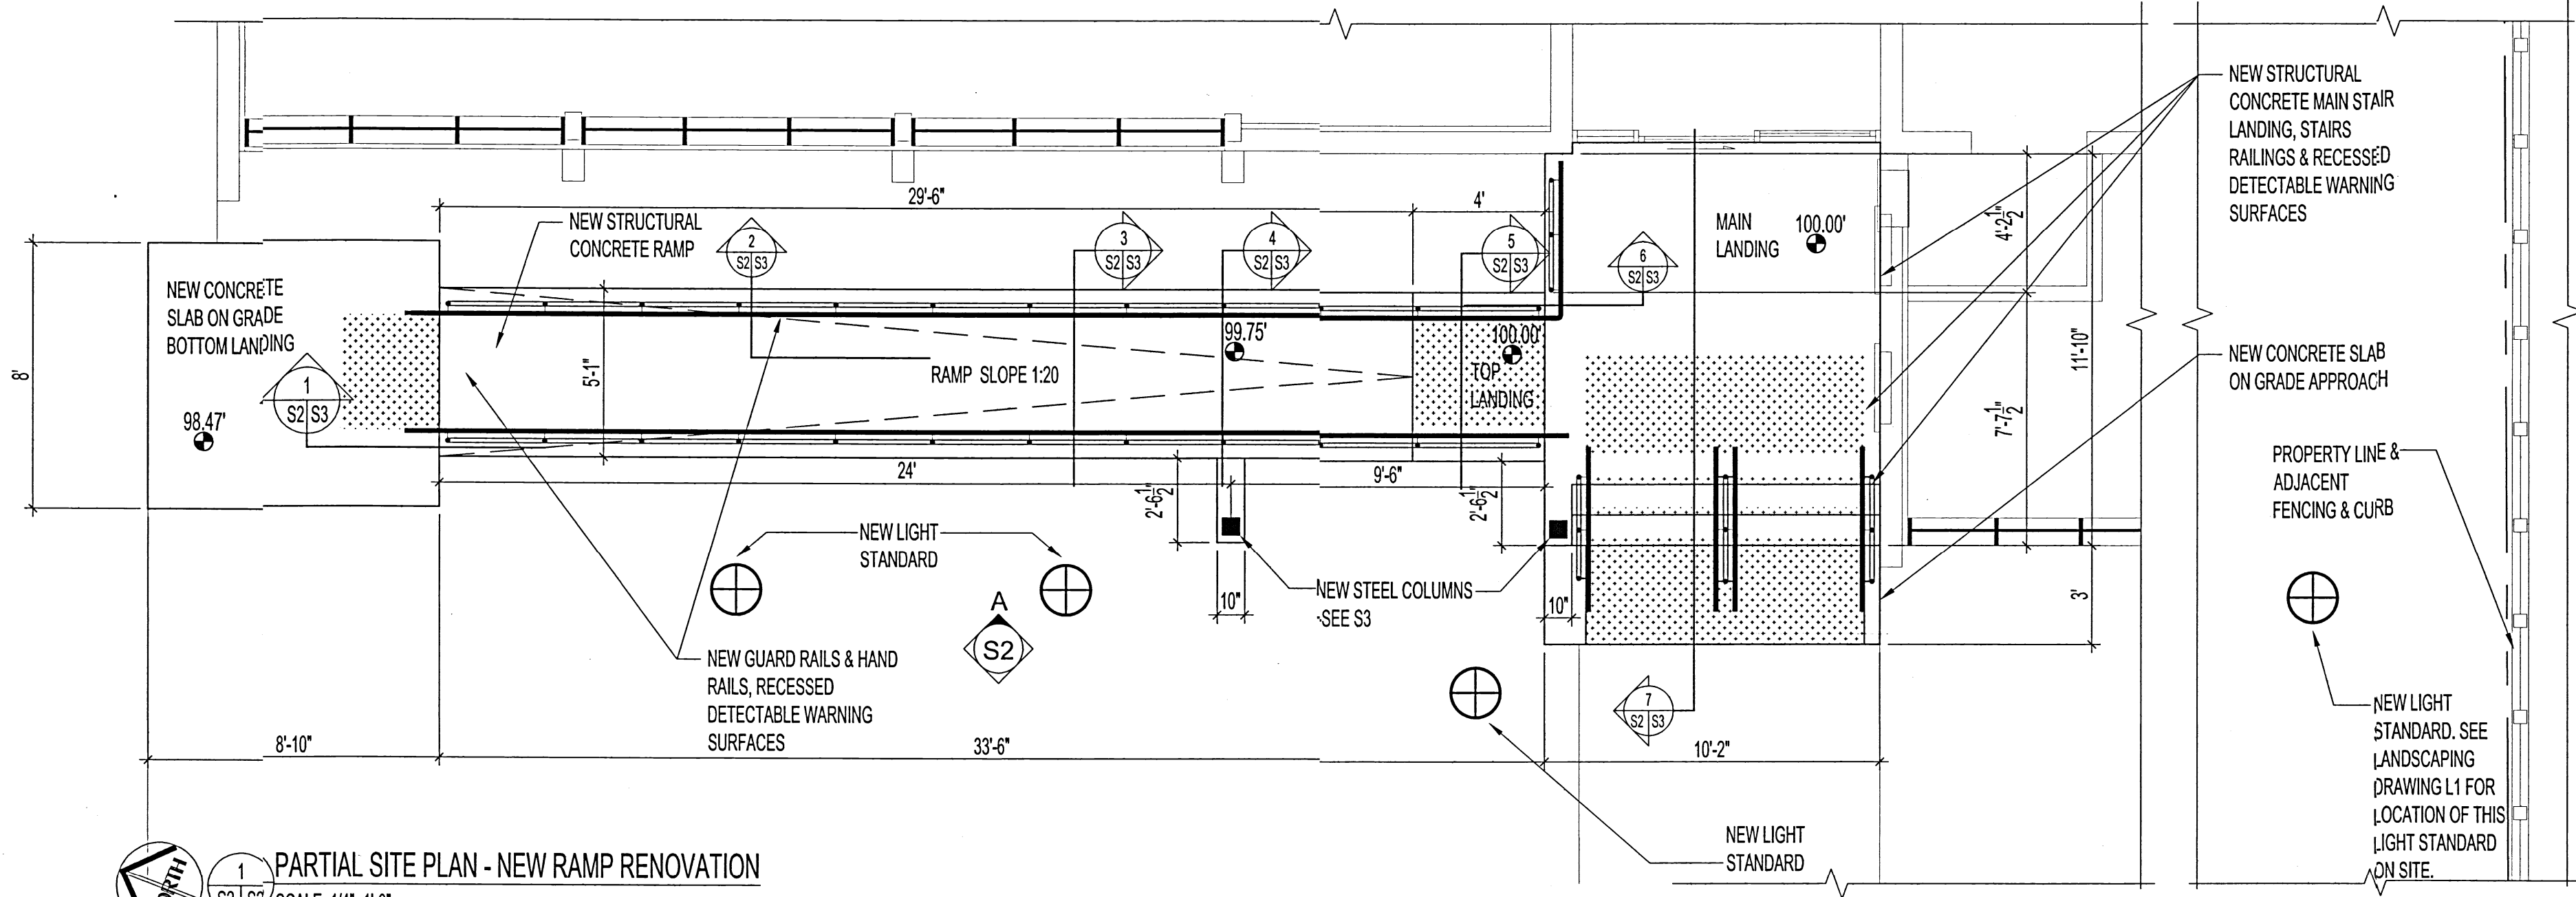 29'-6"
4'
NEW STRUCTURAL
CONCRETE RAMP
2
S2 S3
3
S2 S3
4
S2 S3
5
S2 S3
6
S2 S3
MAIN
LANDING
100.00'
4'-2 1/2"
NEW STRUCTURAL
CONCRETE MAIN STAIR
LANDING, STAIRS
RAILINGS & RECESSED
DETECTABLE WARNING
SURFACES
NEW CONCRETE
SLAB ON GRADE
BOTTOM LANDING
8'
1
S2 S3
98.47'
5'-1"
RAMP SLOPE 1:20
99.75'
100.00'
TOP
LANDING
11'-10"
7'-7 1/2"
NEW CONCRETE SLAB
ON GRADE APPROACH
24'
9'-6"
2'-6 1/2"
2'-6 1/2"
PROPERTY LINE &
ADJACENT
FENCING & CURB
NEW LIGHT
STANDARD
A
S2
10"
NEW STEEL COLUMNS
-SEE S3
10"
3'
NEW GUARD RAILS & HAND
RAILS, RECESSED
DETECTABLE WARNING
SURFACES
7
S2 S3
NEW LIGHT
STANDARD. SEE
LANDSCAPING
DRAWING L1 FOR
LOCATION OF THIS
LIGHT STANDARD
ON SITE.
8'-10"
33'-6"
10'-2"
NEW LIGHT
STANDARD
1
PARTIAL SITE PLAN - NEW RAMP RENOVATION